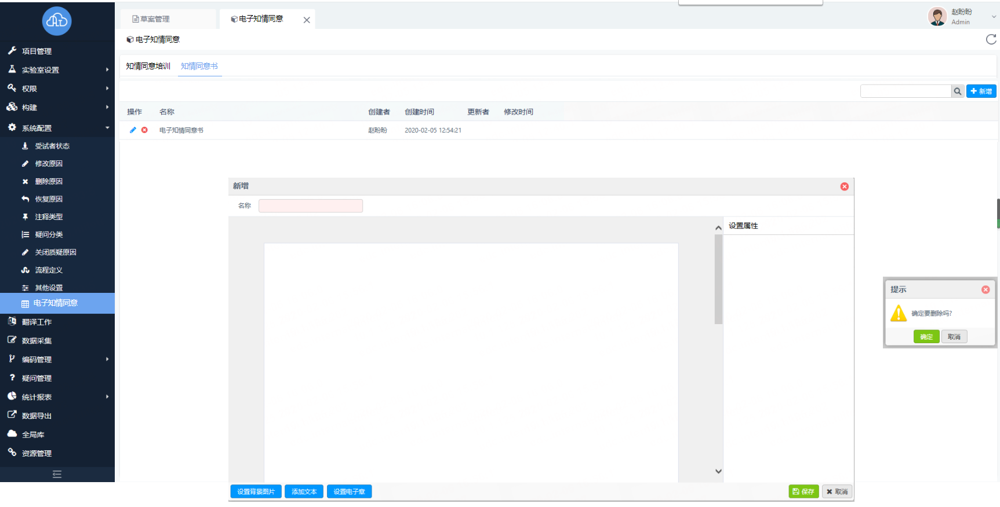 草案管理
电子知情同意
赵盼盼
Admin
电子知情同意
知情同意培训 知情同意书
新增
操作 名称 创建者 创建时间 更新者 修改时间
电子知情同意书 赵盼盼 2020-02-05 12:54:21
项目管理
实验室设置
权限
构建
系统配置
受试者状态
修改原因
删除原因
恢复原因
注释类型
疑问分类
关闭质疑原因
流程定义
其他设置
电子知情同意
翻译工作
数据采集
编码管理
疑问管理
统计报表
数据导出
全局库
资源管理
新增
名称
设置属性
设置背景图片 添加文本 设置电子章
保存 取消
提示
确定要删除吗?
确定 取消